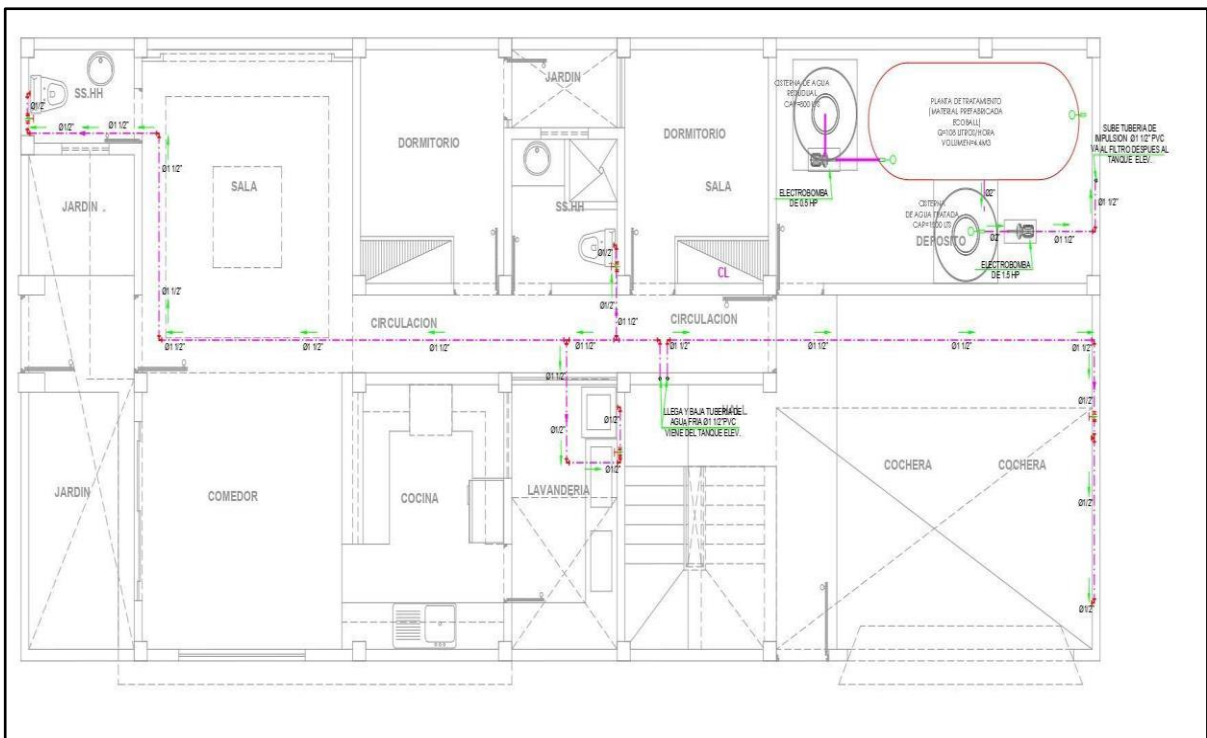 SS.HH
Ø1/2"
Ø1/2"
Ø1 1/2"
Ø1 1/2"
JARDIN .
Ø1 1/2"
SALA
DORMITORIO
JARDIN
SS.HH
Ø1/2"
Ø1/2"
Ø1 1/2"
DORMITORIO
SALA
CL
CISTERNA DE AGUA
RESIDUAL
ELECTROBOMBA
DE 0.5 HP
PLANTA DE TRATAMIENTO
(MATERIAL PREFABRICADA
ECOBALL)
Q=108 LITROS/HORA
VOLUMEN=4.4M3
SUBE TUBERIA DE
IMPULSION Ø1 1/2" PVC
VA AL FILTRO DESPUES AL
TANQUE ELEV.
Ø1 1/2"
Ø2"
CISTERNA
DE AGUA TRATADA
DEPOSITO
Ø2"
Ø1 1/2"
ELECTROBOMBA
DE 1.5 HP
CIRCULACION
CIRCULACION
Ø1 1/2"
Ø1 1/2"
Ø1 1/2"
Ø1 1/2"
Ø1 1/2"
Ø1 1/2"
Ø1 1/2"
Ø1 1/2"
Ø1 1/2"
Ø1/2"
Ø1/2"
Ø1/2"
LLEGA Y BAJA TUBERIA DE
AGUA FRIA Ø1 1/2"PVC
VIENE DEL TANQUE ELEV.
HALL
Ø1/2"
Ø1/2"
Ø1/2"
JARDIN
COMEDOR
COCINA
LAVANDERIA
COCHERA
COCHERA